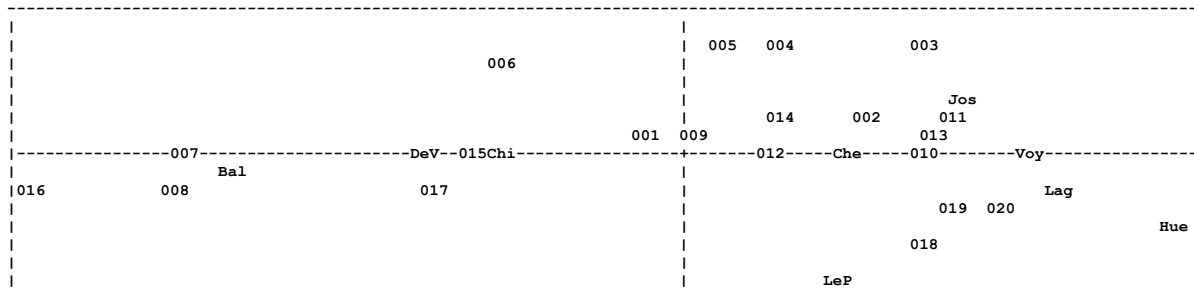 005 004 003
006
Jos
014 002 011
001 009 013
007 DeV 015Chi 012 Che 010 Voy
Bal
016 008 017 Lag
019 020
Hue
018
LeP